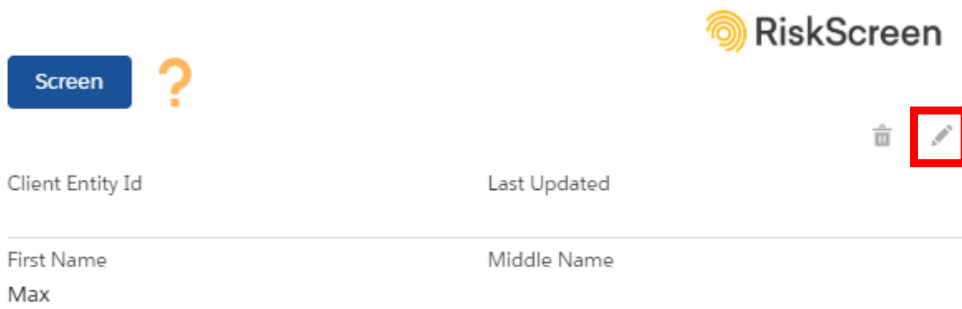 RiskScreen
Screen ?
Client Entity Id Last Updated
First Name Middle Name
Max